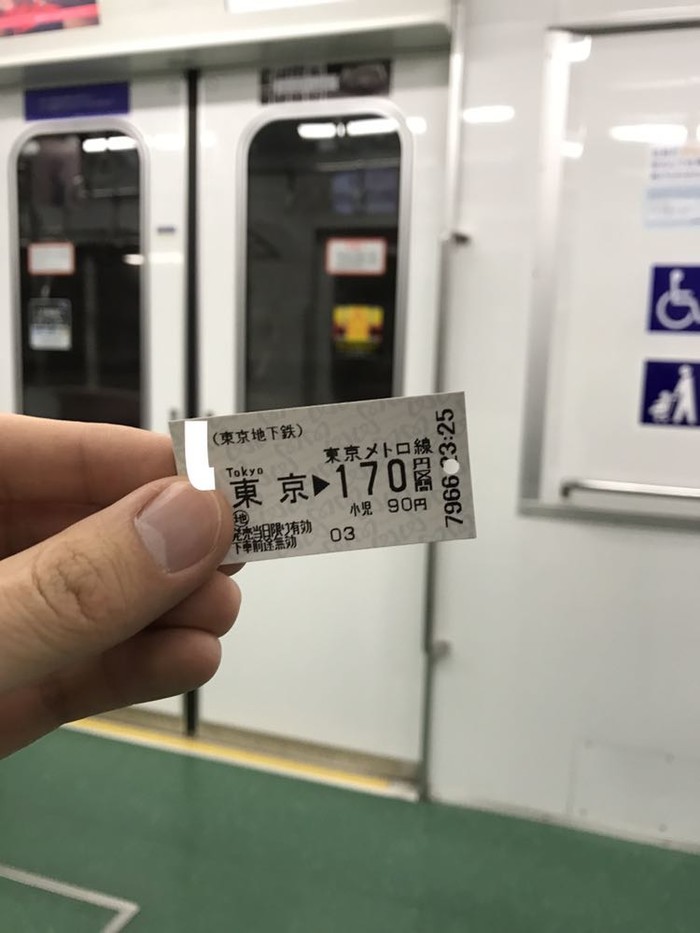 (東京地下鉄)
東京メトロ線
Tokyo
東京▶170円区間
小児 90円
地
発売当日限り有効
下車前途無効
03
7966 23:25